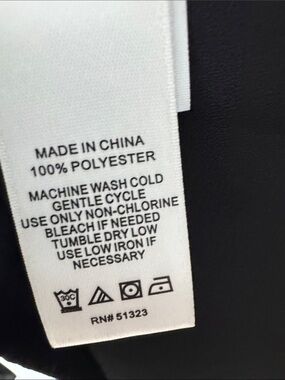 MADE IN CHINA
100% POLYESTER
MACHINE WASH COLD
GENTLE CYCLE
USE ONLY NON-CHLORINE
BLEACH IF NEEDED
TUMBLE DRY LOW
USE LOW IRON IF
NECESSARY
30C
RN# 51323